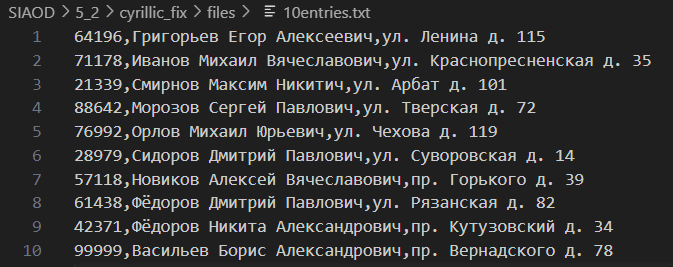 SIAOD > 5_2 > cyrillic_fix > files > 10entries.txt
1 64196,Григорьев Егор Алексеевич,ул. Ленина д. 115
2 71178,Иванов Михаил Вячеславович,ул. Краснопресненская д. 35
3 21339,Смирнов Максим Никитич,ул. Арбат д. 101
4 88642,Морозов Сергей Павлович,ул. Тверская д. 72
5 76992,Орлов Михаил Юрьевич,ул. Чехова д. 119
6 28979,Сидоров Дмитрий Павлович,ул. Суворовская д. 14
7 57118,Новиков Алексей Вячеславович,пр. Горького д. 39
8 61438,Фёдоров Дмитрий Павлович,ул. Рязанская д. 82
9 42371,Фёдоров Никита Александрович,пр. Кутузовский д. 34
10 99999,Васильев Борис Александрович,пр. Вернадского д. 78